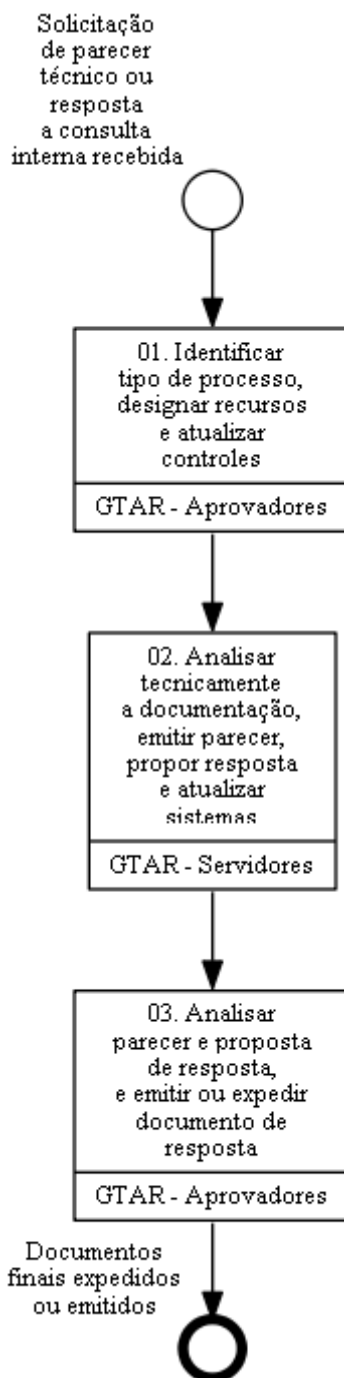 Solicitação
de parecer
técnico ou
resposta
a consulta
interna recebida
01. Identificar
tipo de processo,
designar recursos
e atualizar
controles
GTAR - Aprovadores
02. Analisar
tecnicamente
a documentação,
emitir parecer,
propor resposta
e atualizar
sistemas
GTAR - Servidores
03. Analisar
parecer e proposta
de resposta,
e emitir ou expedir
documento de
resposta
GTAR - Aprovadores
Documentos
finais expedidos
ou emitidos